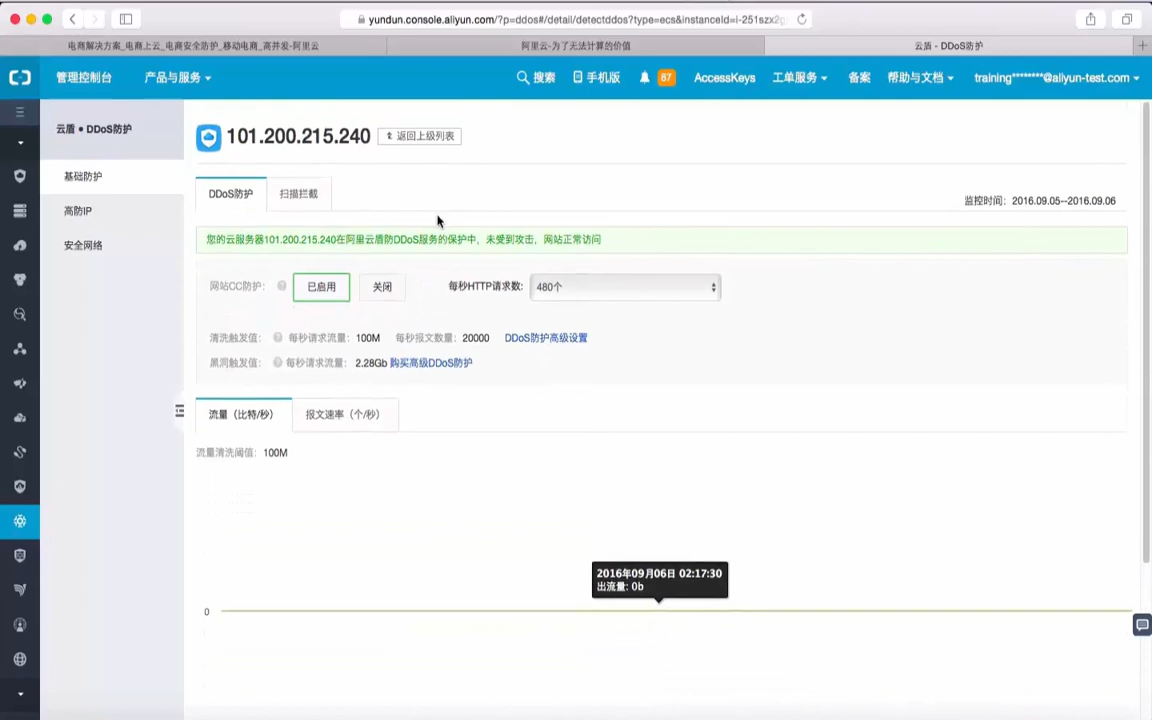 yundun.console.aliyun.com/?p=ddos#/detail/detectddos?type=ecs&instanceId=i-251szx2g
电商解决方案_电商上云_电商安全防护_移动电商_高并发-阿里云
阿里云-为了无法计算的价值
云盾 - DDoS防护
管理控制台 产品与服务 搜索 手机版 87 AccessKeys 工单服务 备案 帮助与文档 training********@aliyun-test.com
云盾 • DDoS防护
基础防护
高防IP
安全网络
101.200.215.240 返回上级列表
DDoS防护 扫描拦截
监控时间: 2016.09.05--2016.09.06
您的云服务器101.200.215.240在阿里云盾防DDoS服务的保护中，未受到攻击，网站正常访问
网站CC防护: 已启用 关闭 每秒HTTP请求数: 480个
清洗触发值: 每秒请求流量: 100M 每秒报文数量: 20000 DDoS防护高级设置
黑洞触发值: 每秒请求流量: 2.28Gb 购买高级DDoS防护
流量（比特/秒） 报文速率（个/秒）
流量清洗阈值: 100M
2016年09月06日 02:17:30
出流量: 0b
0